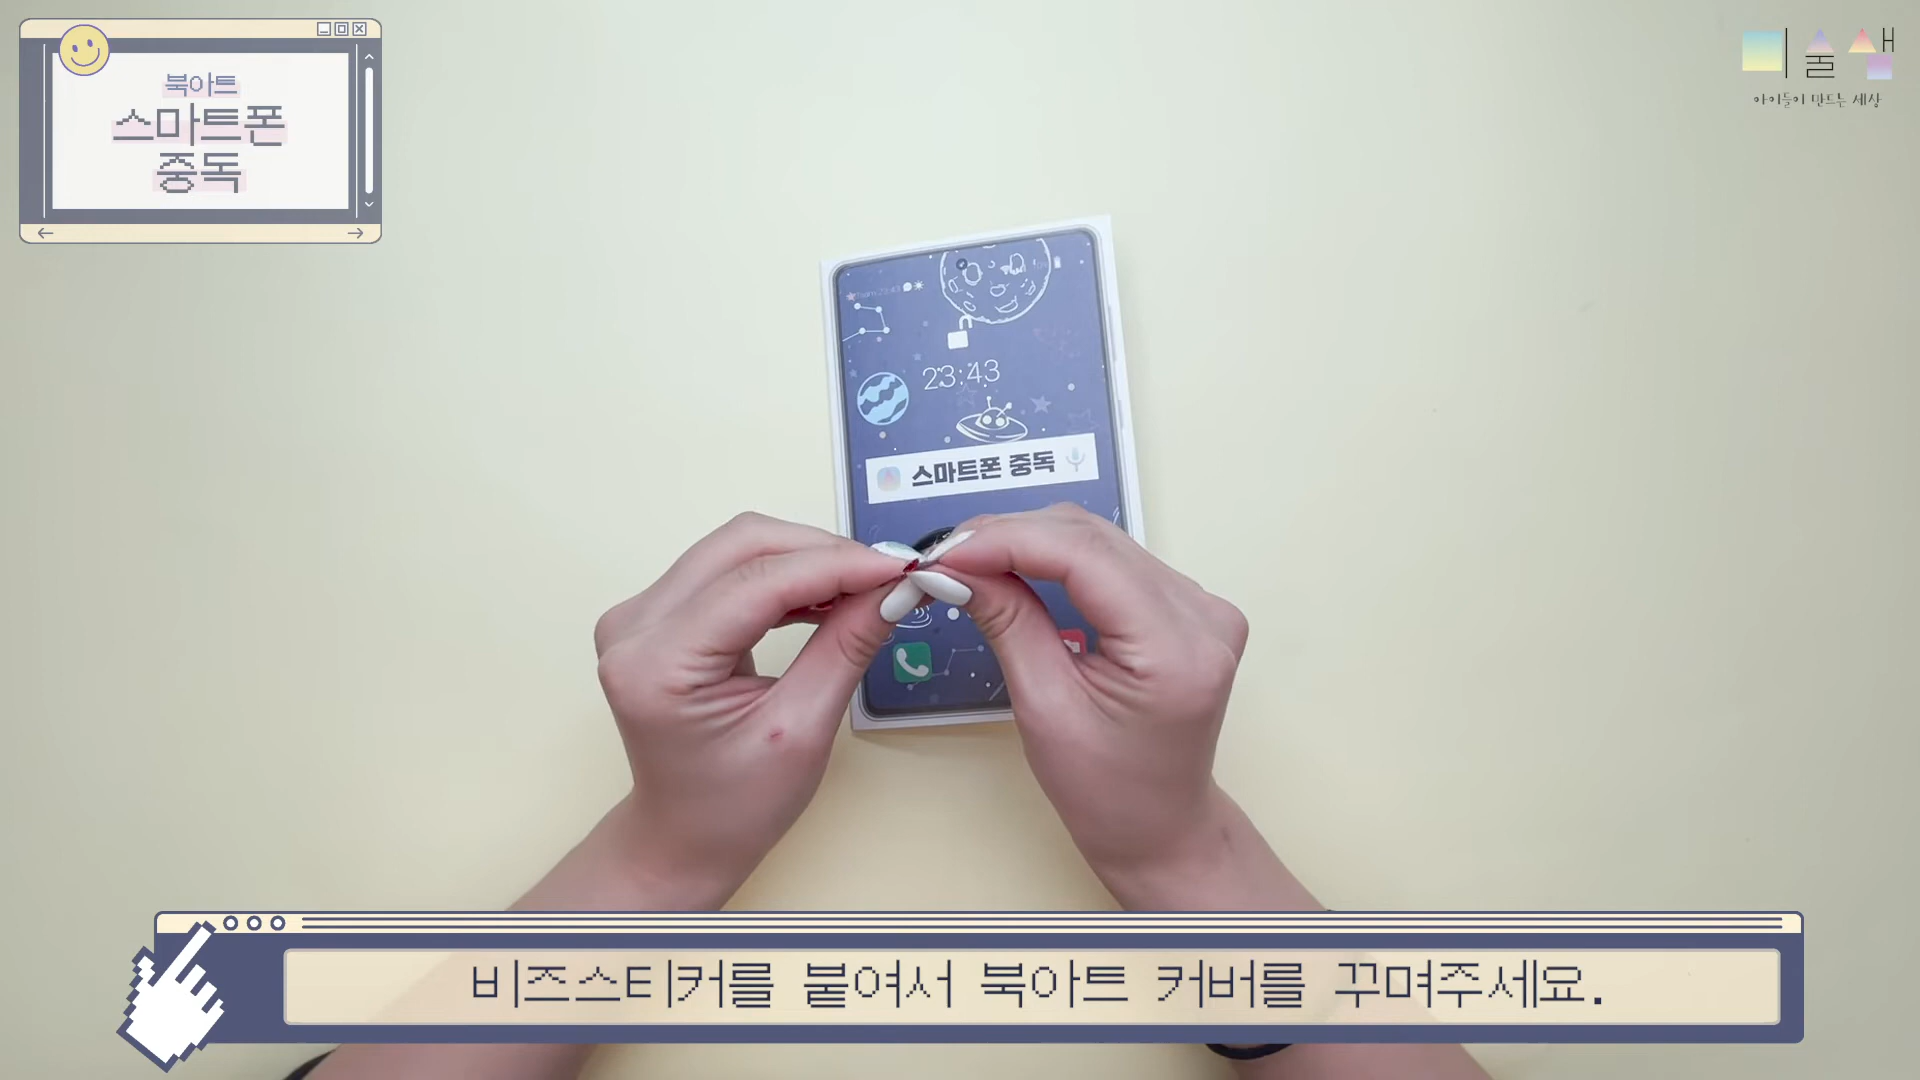 북아트
스마트폰
중독
미술샘
아이들이 만드는 세상
23:43
스마트폰 중독
비즈스티커를 붙여서 북아트 커버를 꾸며주세요.